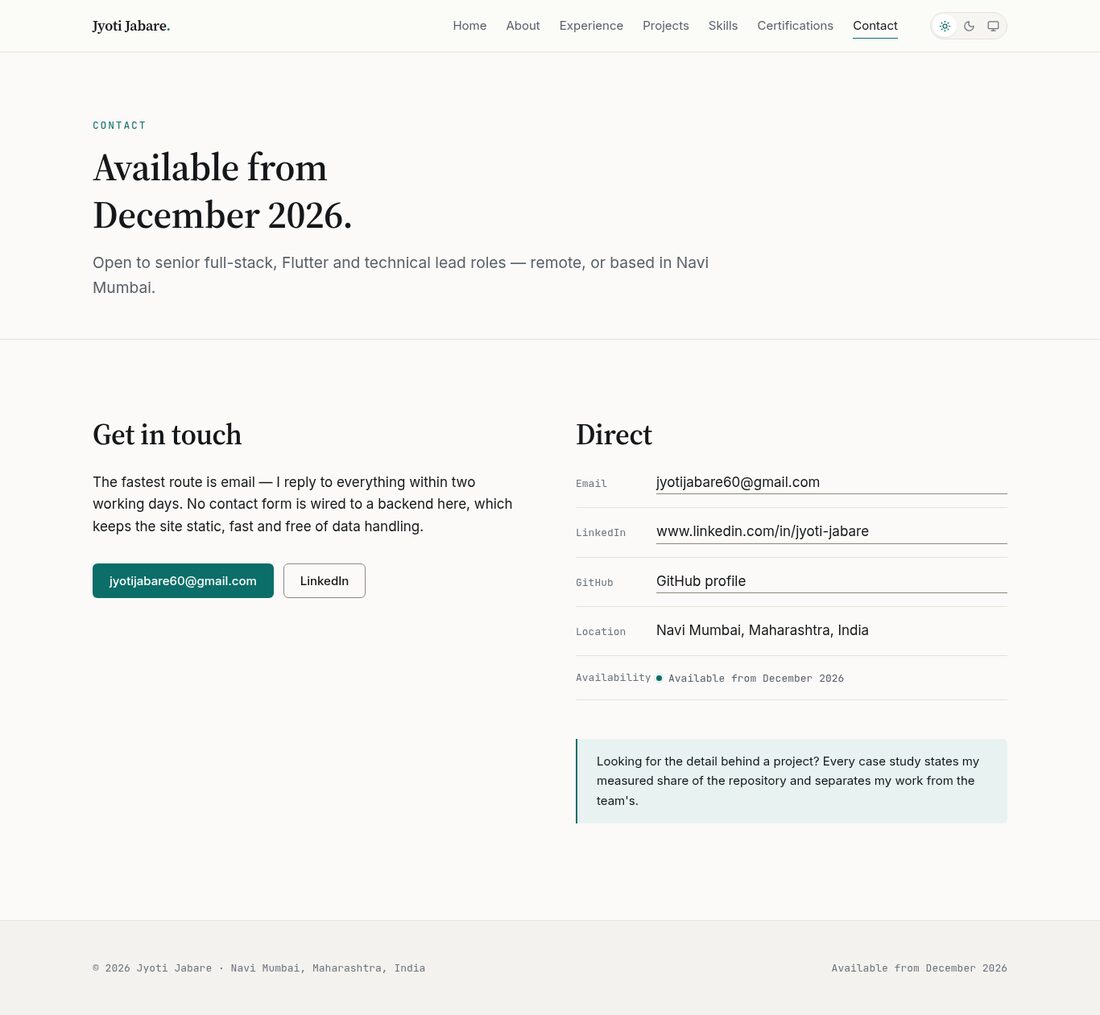 Jyoti Jabare.
Home About Experience Projects Skills Certifications Contact
CONTACT
Available from
December 2026.
Open to senior full-stack, Flutter and technical lead roles — remote, or based in Navi
Mumbai.
Get in touch
The fastest route is email — I reply to everything within two
working days. No contact form is wired to a backend here, which
keeps the site static, fast and free of data handling.
jyotijabare60@gmail.com LinkedIn
Direct
Email jyotijabare60@gmail.com
LinkedIn www.linkedin.com/in/jyoti-jabare
GitHub GitHub profile
Location Navi Mumbai, Maharashtra, India
Availability Available from December 2026
Looking for the detail behind a project? Every case study states my
measured share of the repository and separates my work from the
team's.
© 2026 Jyoti Jabare · Navi Mumbai, Maharashtra, India
Available from December 2026